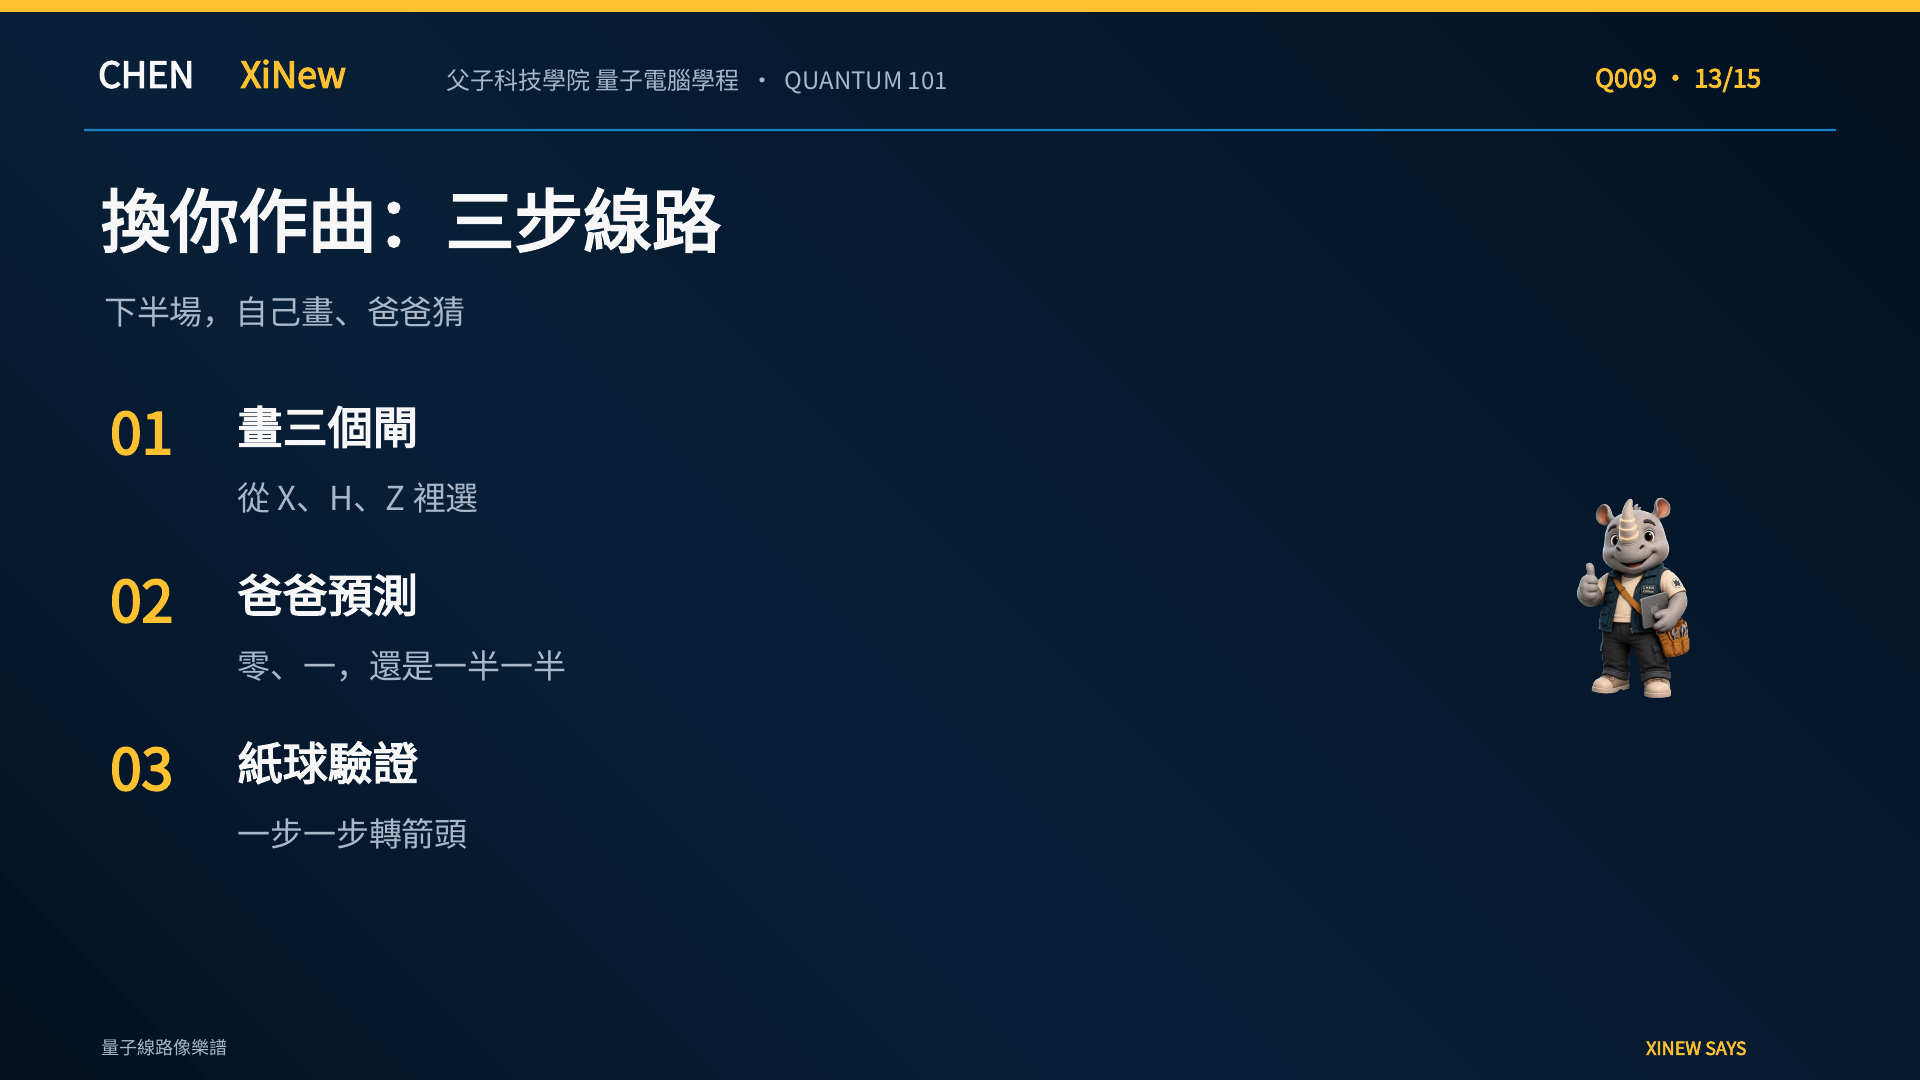 CHEN XiNew 父子科技學院 量子電腦學程 · QUANTUM 101 Q009 · 13/15
換你作曲：三步線路
下半場，自己畫、爸爸猜
01 畫三個閘
從 X、H、Z 裡選
02 爸爸預測
零、一，還是一半一半
03 紙球驗證
一步一步轉箭頭
量子線路像樂譜 XINEW SAYS